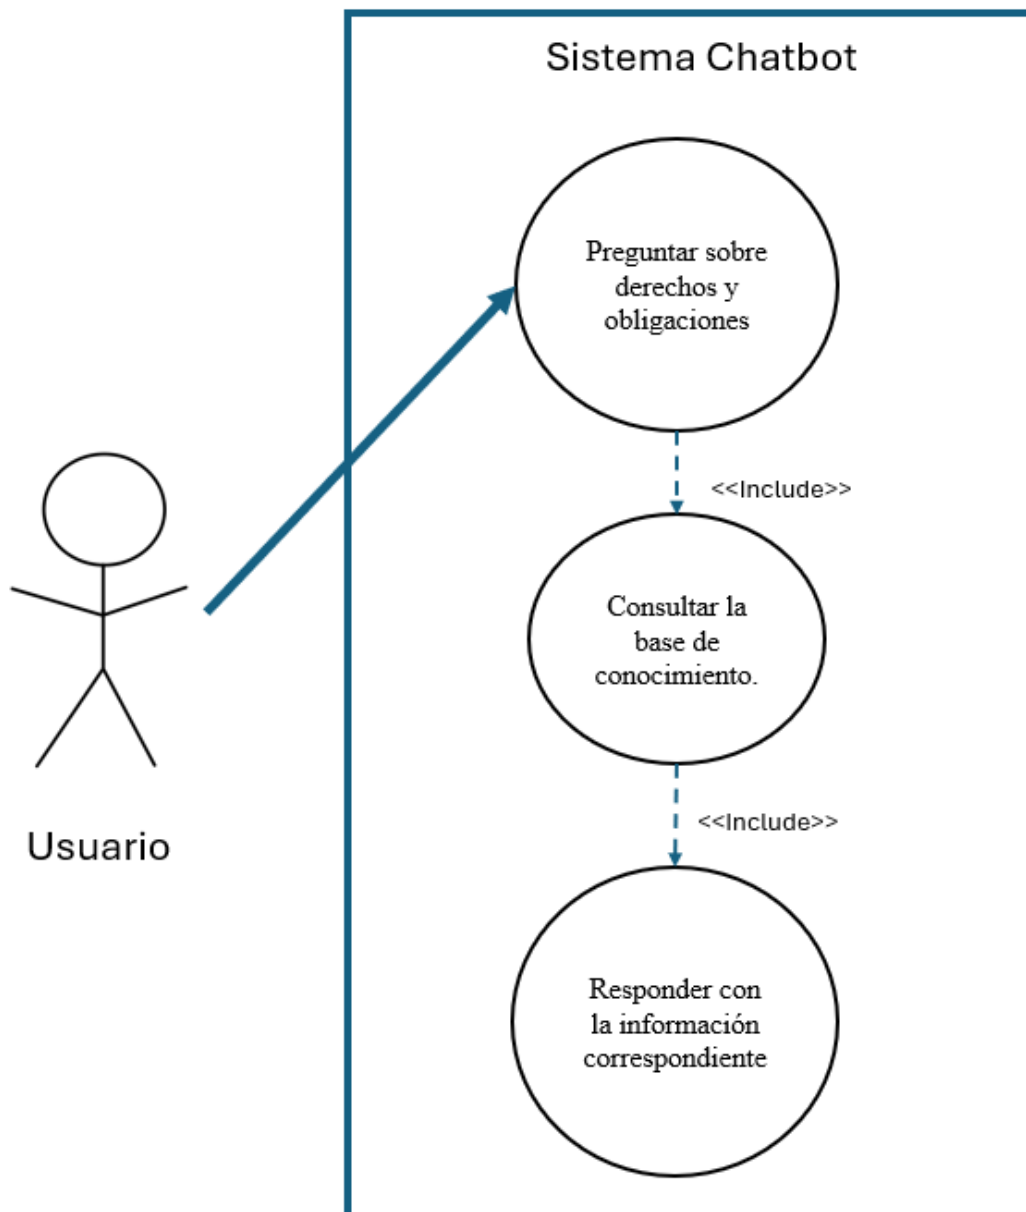 Sistema Chatbot
Preguntar sobre
derechos y
obligaciones
<<Include>>
Consultar la
base de
conocimiento.
<<Include>>
Usuario
Responder con
la información
correspondiente